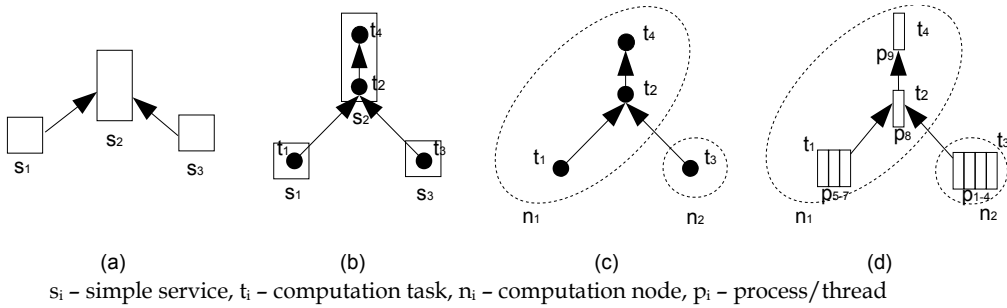 s₁
s₂
s₃
(a)
t₄
t₂
s₂
t₁
t₃
s₁
s₃
(b)
t₄
t₂
t₁
t₃
n₁
n₂
(c)
t₄
p₉
t₂
p₈
t₁
t₃
p₅₋₇
p₁₋₄
n₁
n₂
(d)
sᵢ – simple service, tᵢ – computation task, nᵢ – computation node, pᵢ – process/thread